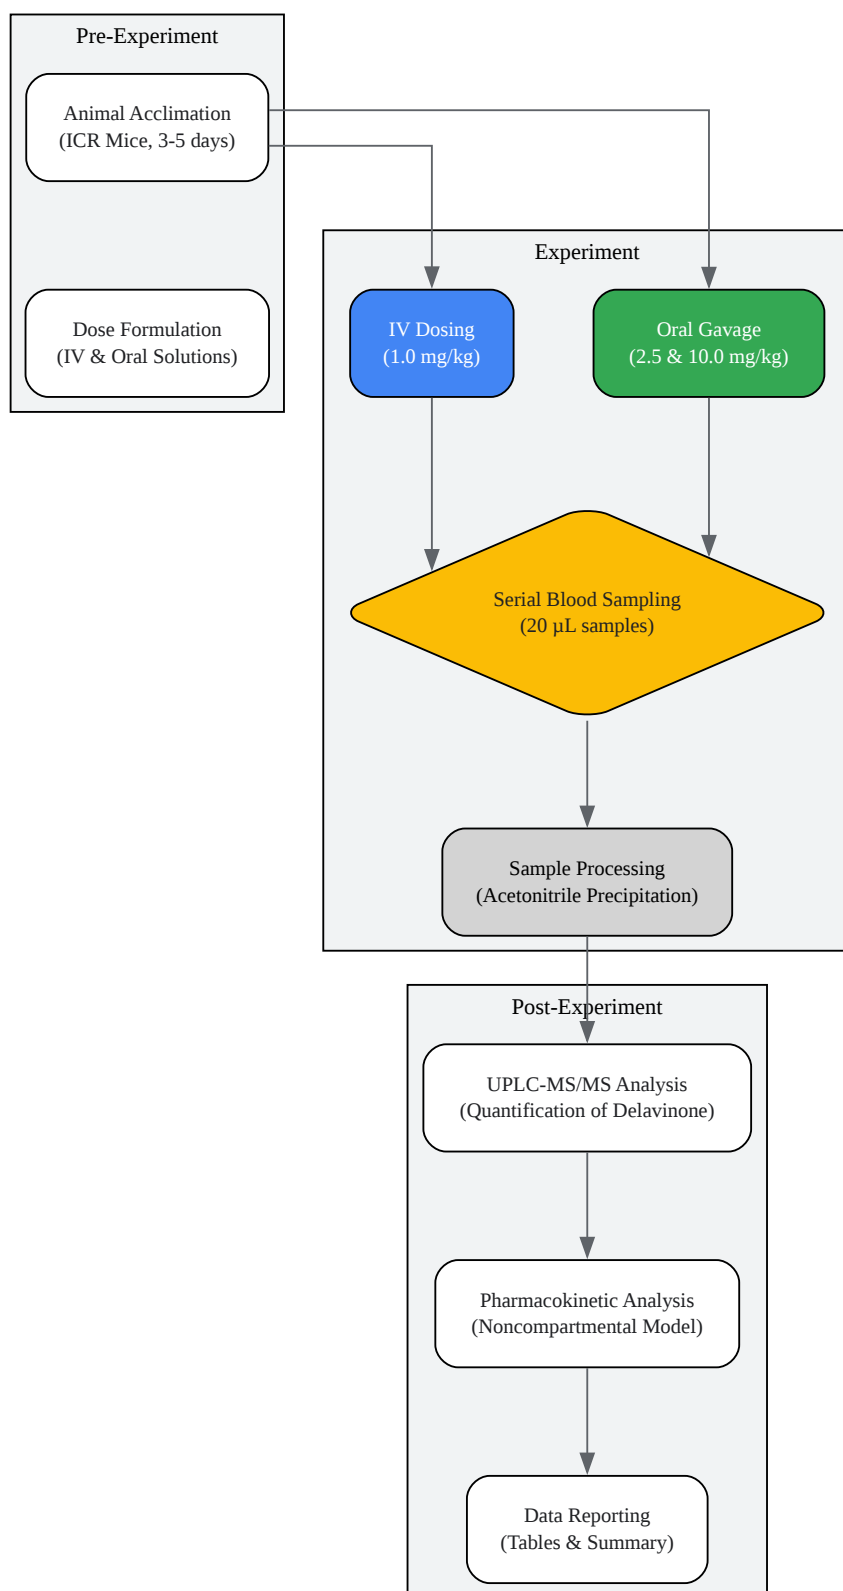 Pre-Experiment
Animal Acclimation
(ICR Mice, 3-5 days)
Dose Formulation
(IV & Oral Solutions)
Experiment
IV Dosing
(1.0 mg/kg)
Oral Gavage
(2.5 & 10.0 mg/kg)
Serial Blood Sampling
(20 µL samples)
Sample Processing
(Acetonitrile Precipitation)
Post-Experiment
UPLC-MS/MS Analysis
(Quantification of Delavinone)
Pharmacokinetic Analysis
(Noncompartmental Model)
Data Reporting
(Tables & Summary)